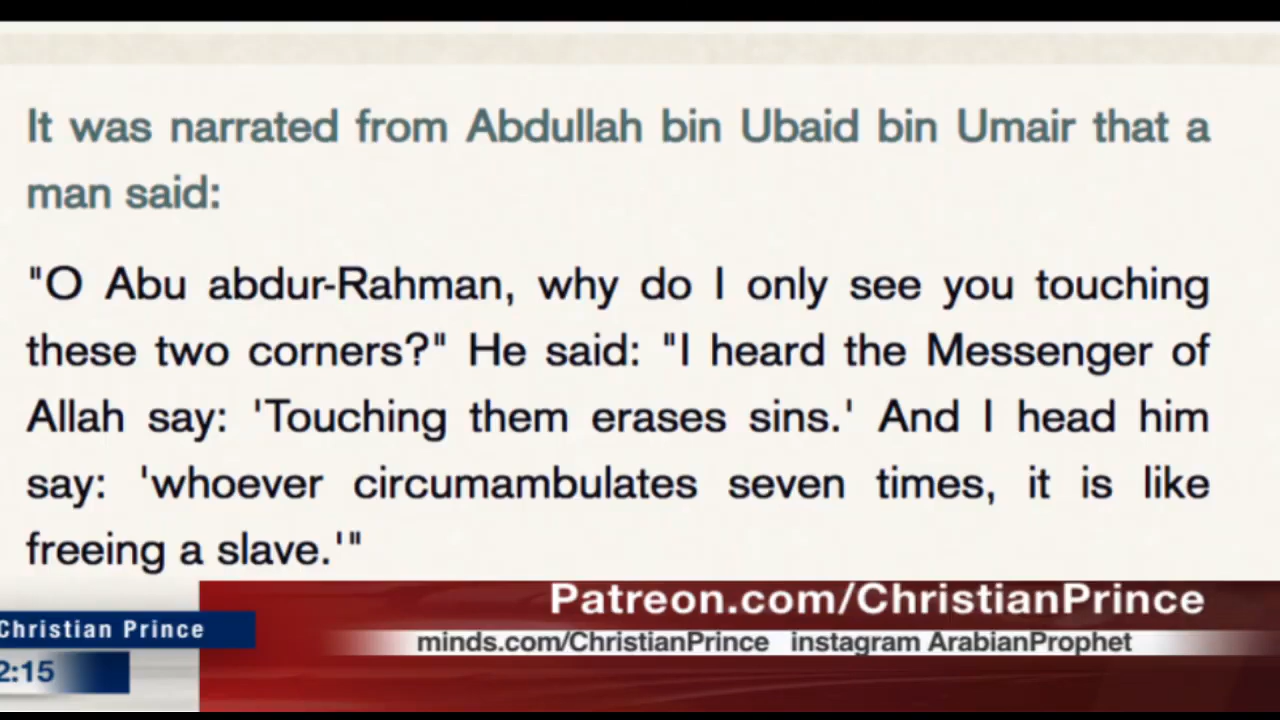 It was narrated from Abdullah bin Ubaid bin Umair that a
man said:
"O Abu abdur-Rahman, why do I only see you touching
these two corners?" He said: "I heard the Messenger of
Allah say: 'Touching them erases sins.' And I head him
say: 'whoever circumambulates seven times, it is like
freeing a slave.'"
Patreon.com/ChristianPrince
Christian Prince
minds.com/ChristianPrince instagram ArabianProphet
2:15